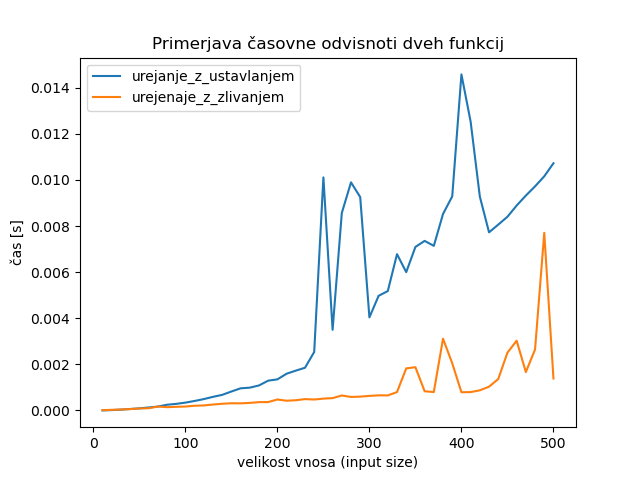 Primerjava časovne odvisnoti dveh funkcij
urejanje_z_ustavlanjem
urejenaje_z_zlivanjem
0.014
0.012
0.010
0.008
0.006
0.004
0.002
0.000
čas [s]
0 100 200 300 400 500
velikost vnosa (input size)